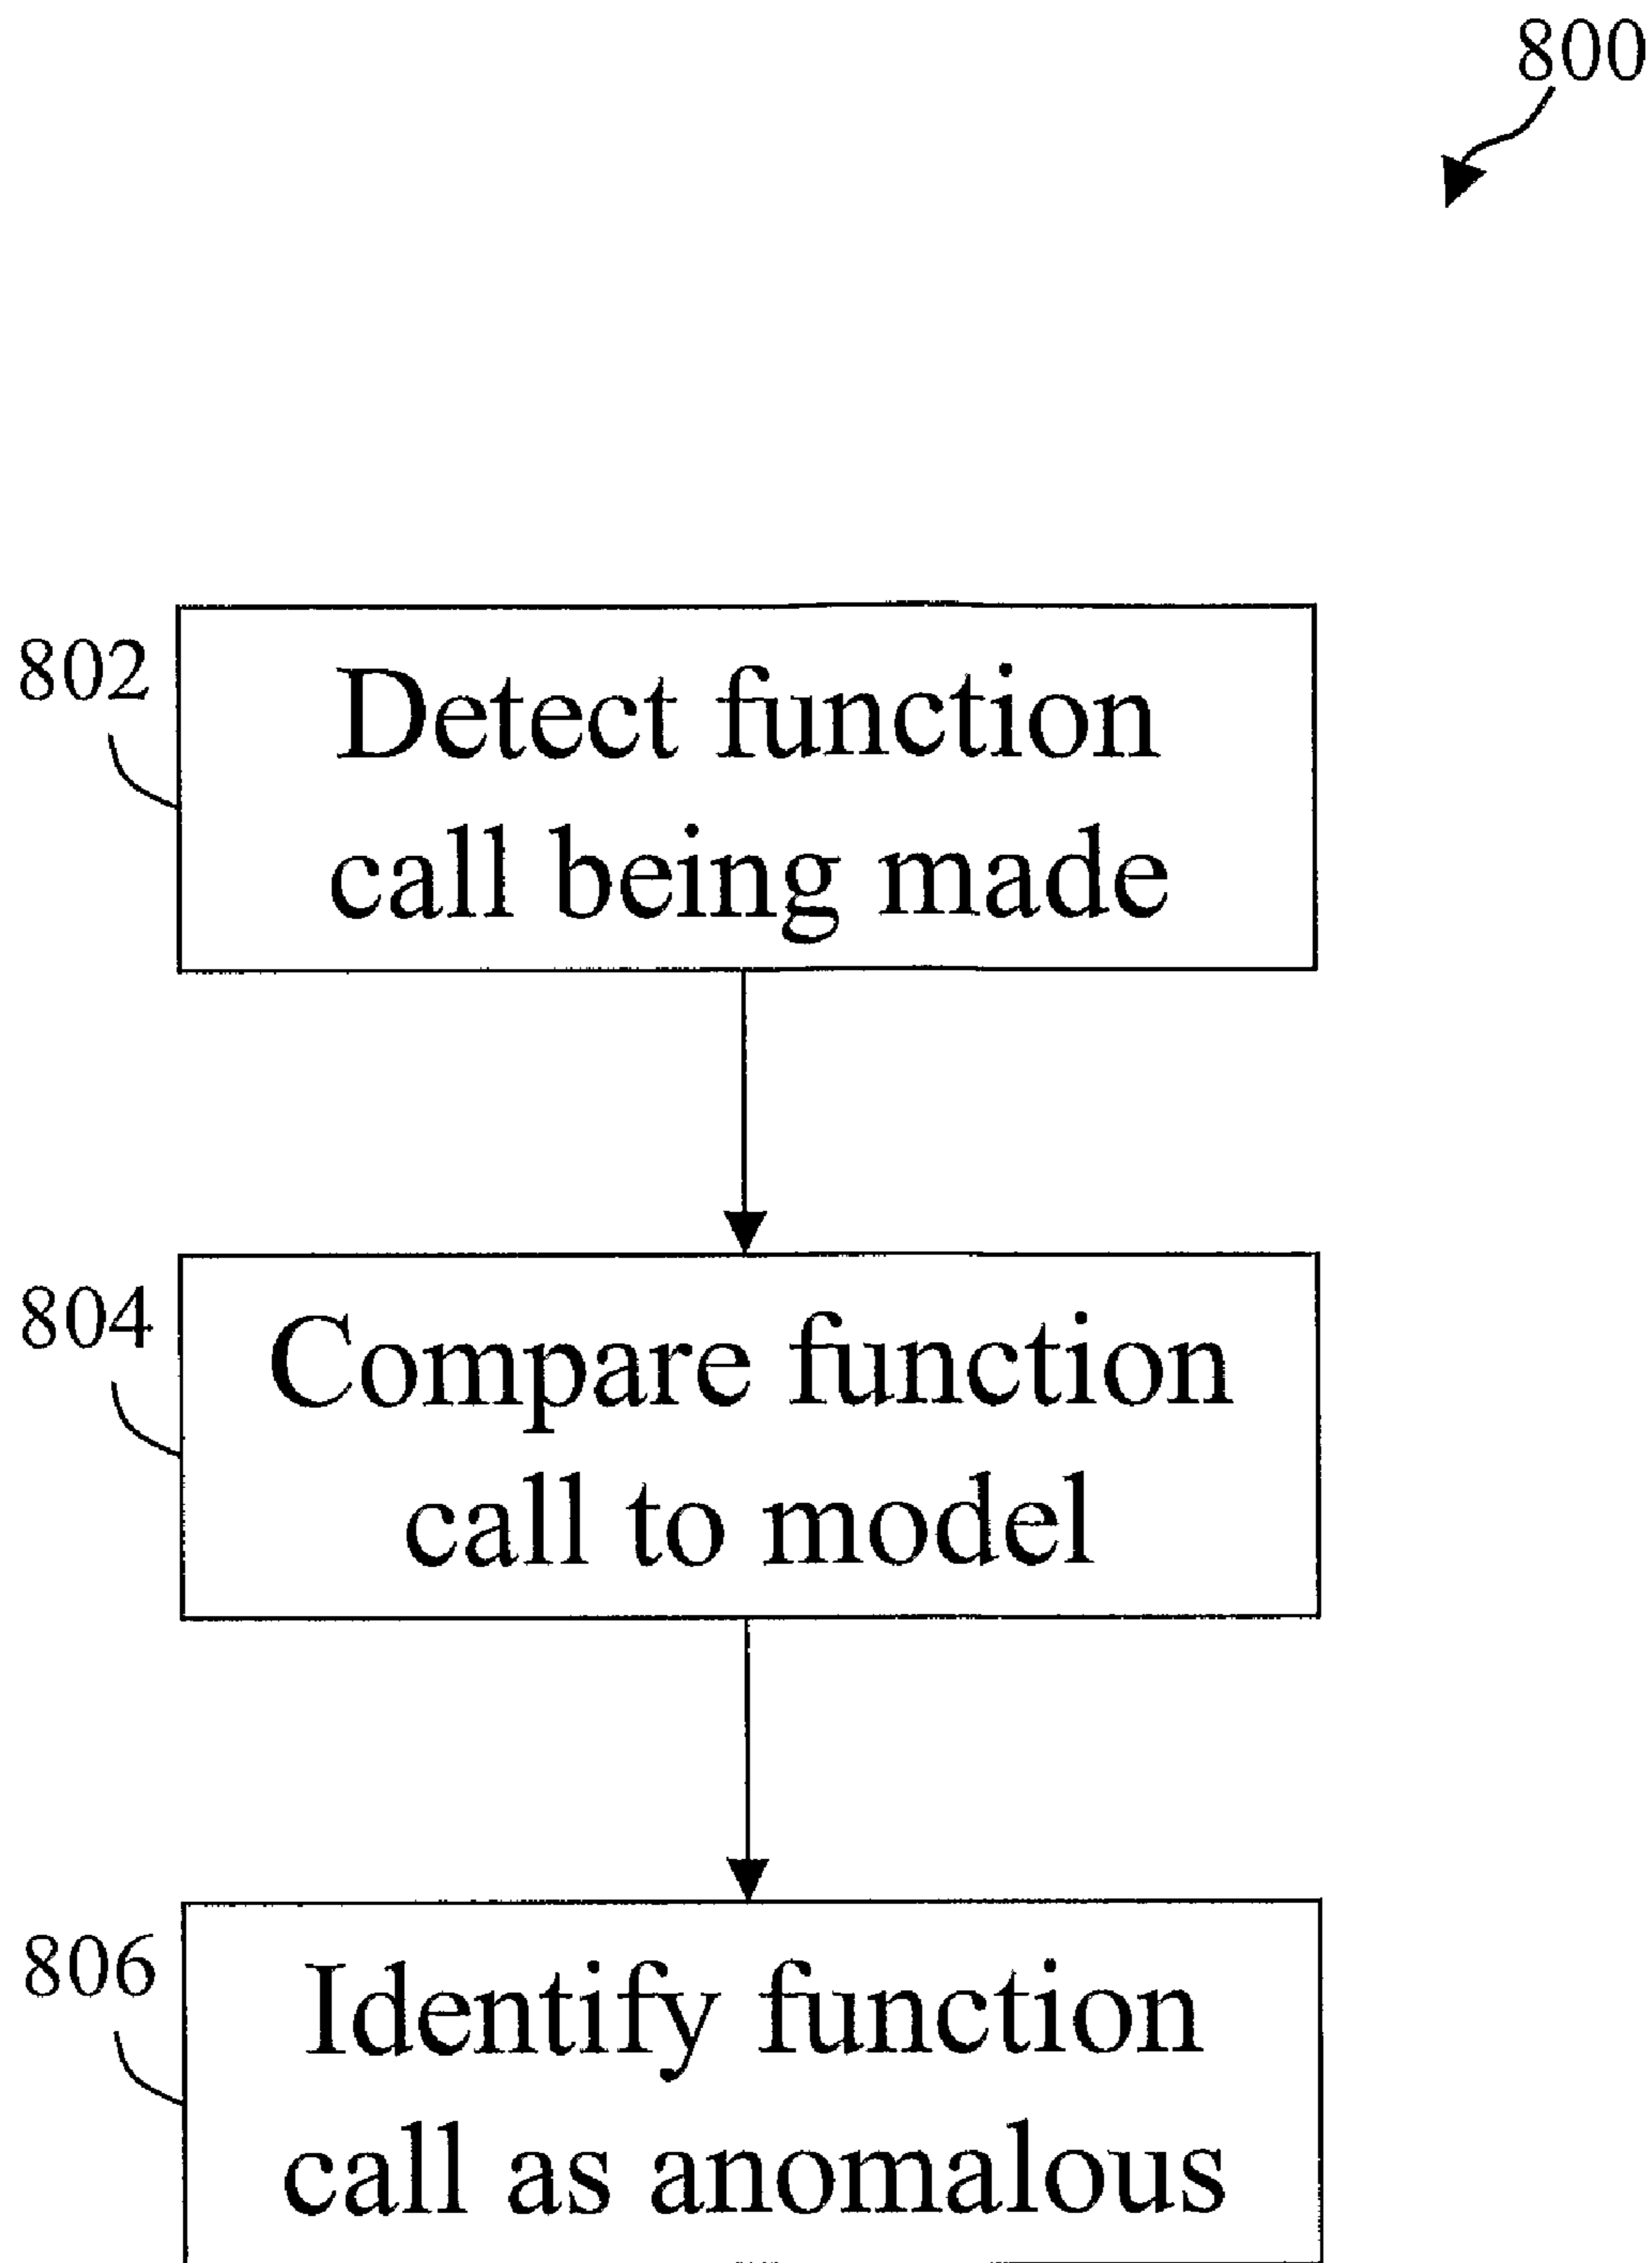 800
802
Detect function
call being made
804
Compare function
call to model
806
Identify function
call as anomalous